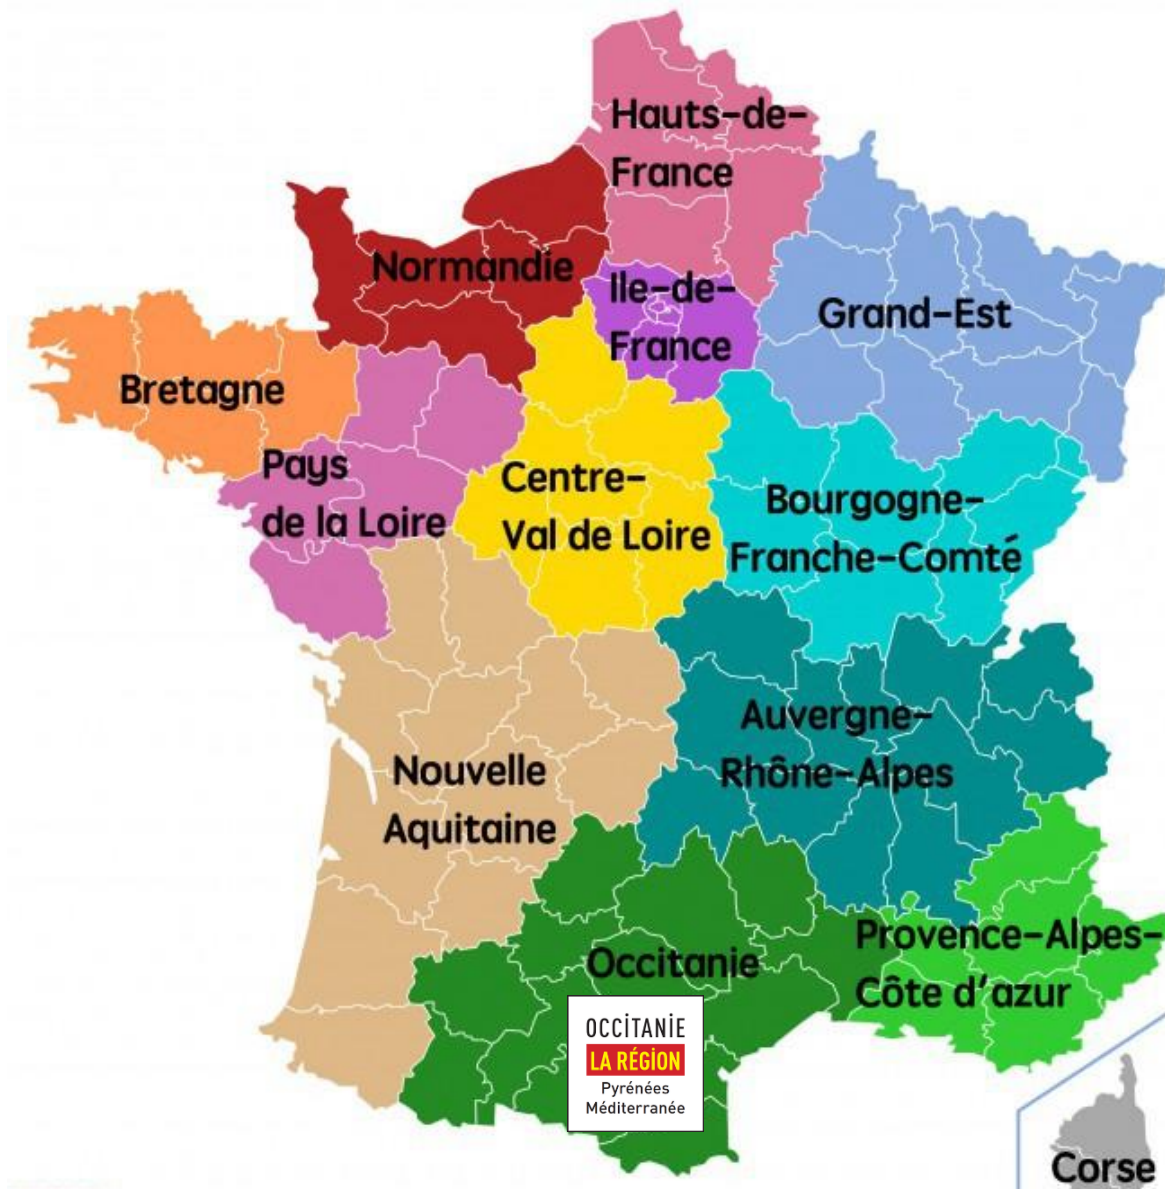 Hauts-de-
France
Normandie
Ile-de-
France
Grand-Est
Bretagne
Pays
de la Loire
Centre-
Val de Loire
Bourgogne-
Franche-Comté
Auvergne-
Rhône-Alpes
Nouvelle
Aquitaine
Provence-Alpes-
Côte d'azur
Occitanie
OCCiTANiE
LA RÉGiON
Pyrénées
Méditerranée
Corse